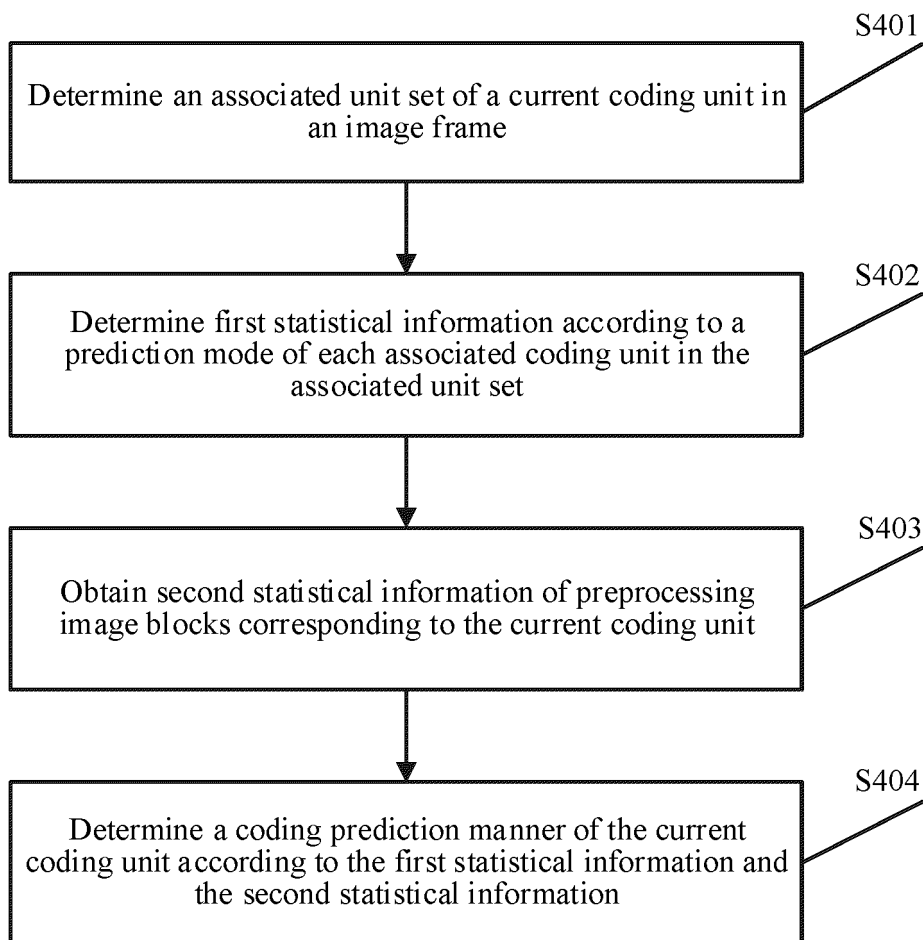 S401
Determine an associated unit set of a current coding unit in
an image frame
S402
Determine first statistical information according to a
prediction mode of each associated coding unit in the
associated unit set
S403
Obtain second statistical information of preprocessing
image blocks corresponding to the current coding unit
S404
Determine a coding prediction manner of the current
coding unit according to the first statistical information and
the second statistical information